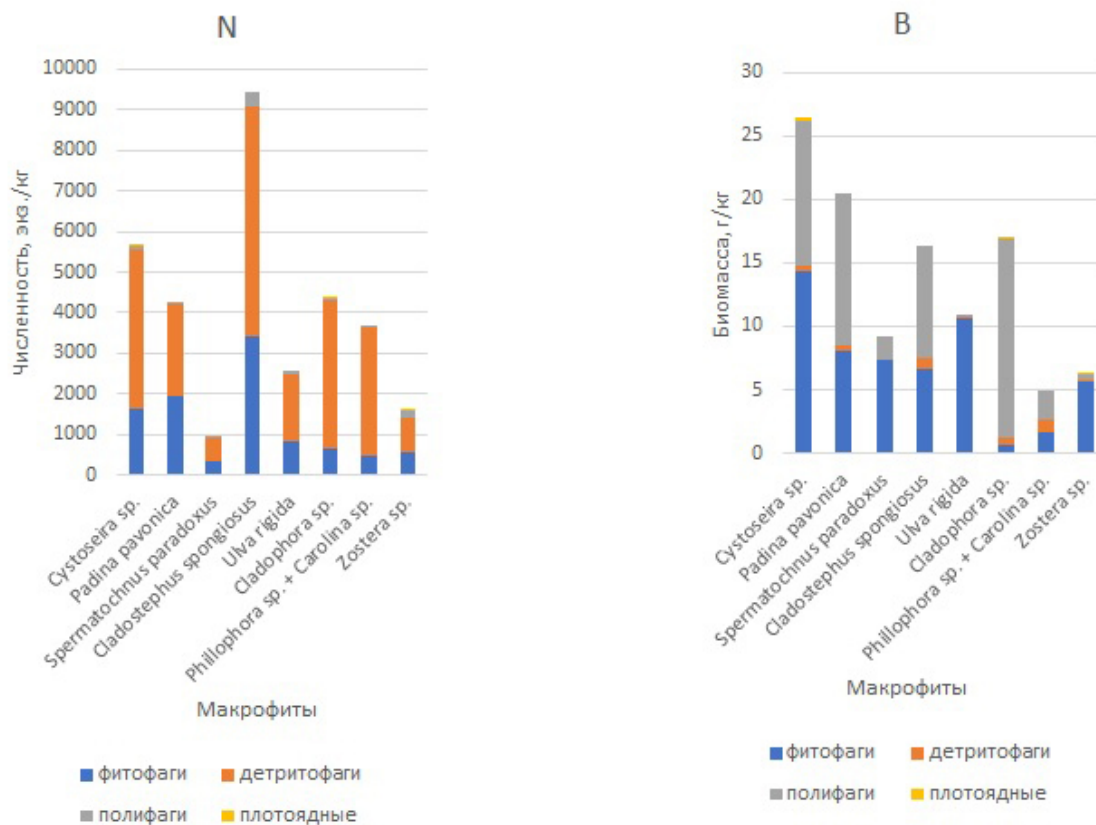 N
10000
9000
8000
7000
6000
5000
4000
3000
2000
1000
0
Численность, экз./кг
Cystoseira sp.
Padina pavonica
Spermatochnus paradoxus
Cladostephus spongiosus
Ulva rigida
Cladophora sp.
Phillophora sp. + Carolina sp.
Zostera sp.
Макрофиты
фитофаги
детритофаги
полифаги
плотоядные
B
30
25
20
15
10
5
0
Биомасса, г/кг
Cystoseira sp.
Padina pavonica
Spermatochnus paradoxus
Cladostephus spongiosus
Ulva rigida
Cladophora sp.
Phillophora sp. + Carolina sp.
Zostera sp.
Макрофиты
фитофаги
детритофаги
полифаги
плотоядные